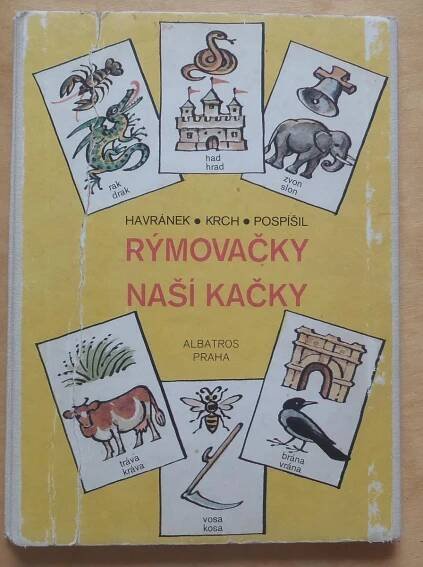 rak
drak
had
hrad
zvon
slon
HAVRÁNEK ● KRCH ● POSPÍŠIL
RÝMOVAČKY
NAŠÍ KAČKY
ALBATROS
PRAHA
tráva
kráva
vosa
kosa
brána
vrána